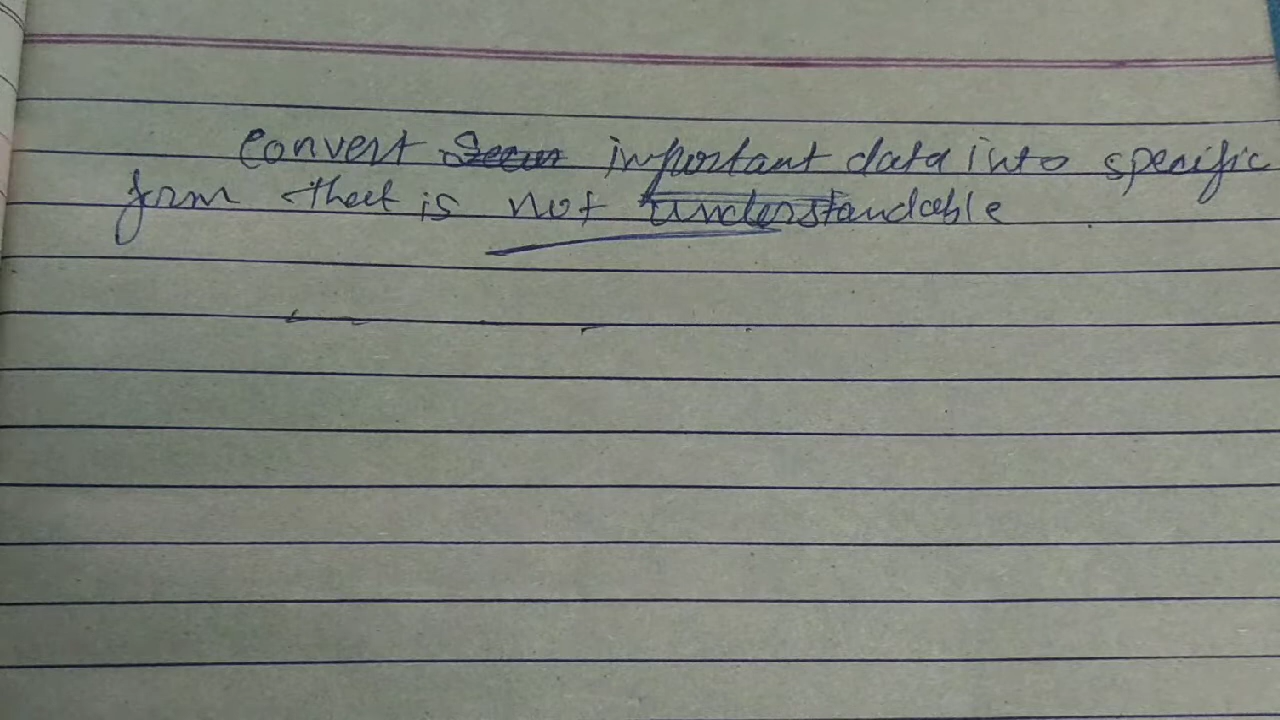 Convert important data into specific
form that is not understandable